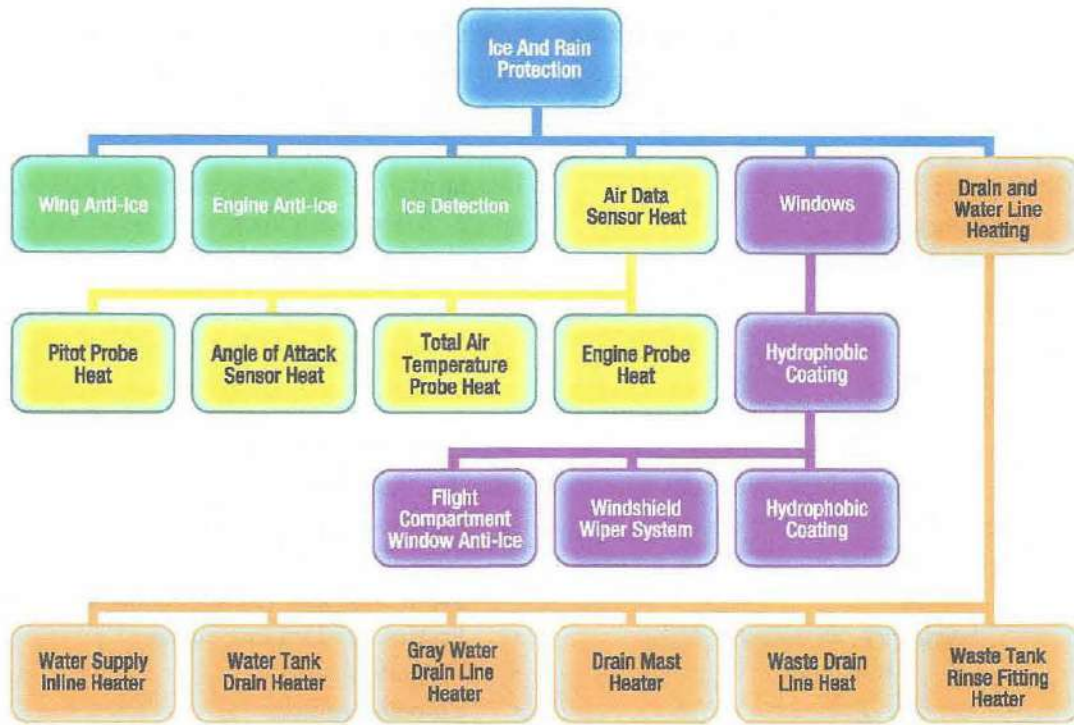 Ice And Rain
Protection
Wing Anti-Ice
Engine Anti-Ice
Ice Detection
Air Data
Sensor Heat
Windows
Drain and
Water Line
Heating
Pitot Probe
Heat
Angle of Attack
Sensor Heat
Total Air
Temperature
Probe Heat
Engine Probe
Heat
Hydrophobic
Coating
Flight
Compartment
Window Anti-Ice
Windshield
Wiper System
Hydrophobic
Coating
Water Supply
Inline Heater
Water Tank
Drain Heater
Gray Water
Drain Line
Heater
Drain Mast
Heater
Waste Drain
Line Heat
Waste Tank
Rinse Fitting
Heater